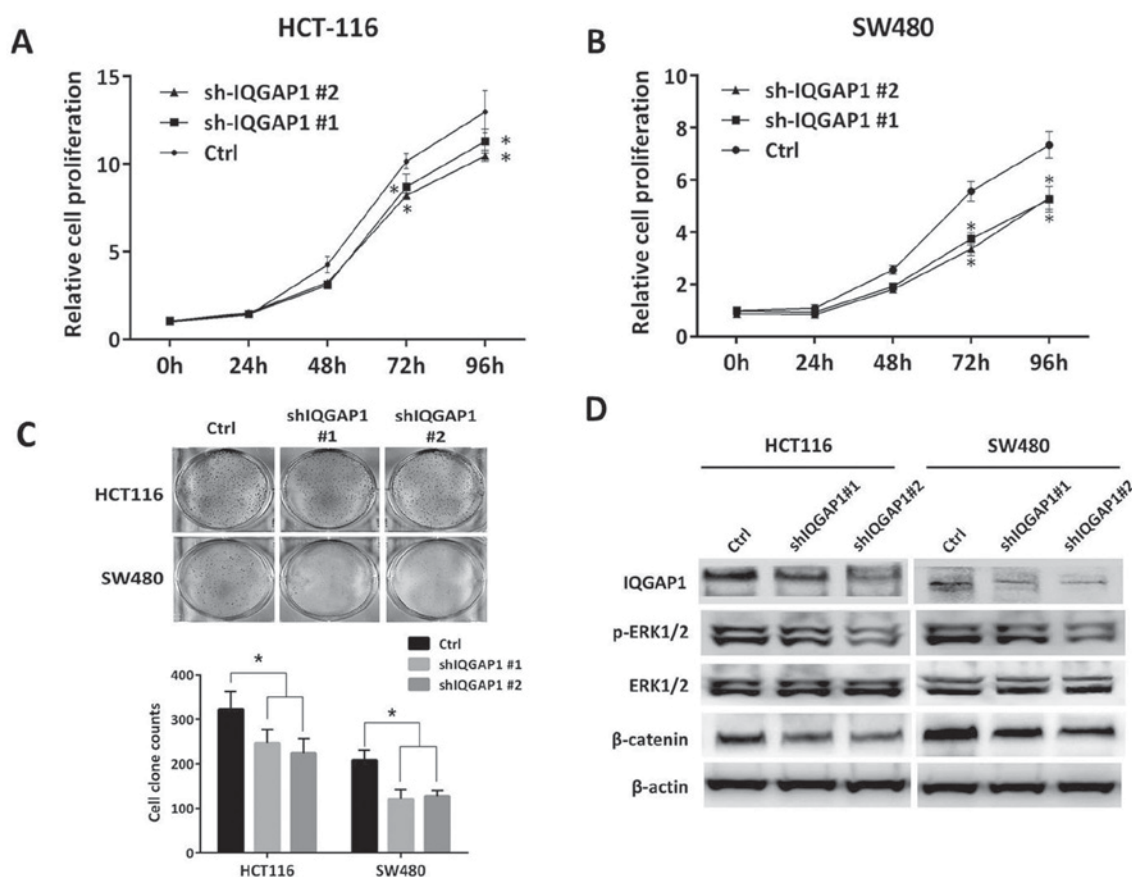 A
HCT-116
Relative cell proliferation
15
10
5
0
sh-IQGAP1 #2
sh-IQGAP1 #1
Ctrl
*
*
*
*
0h 24h 48h 72h 96h
B
SW480
Relative cell proliferation
10
8
6
4
2
0
sh-IQGAP1 #2
sh-IQGAP1 #1
Ctrl
*
*
*
*
0h 24h 48h 72h 96h
C
Ctrl shIQGAP1 #1 shIQGAP1 #2
HCT116
SW480
Ctrl
shIQGAP1 #1
shIQGAP1 #2
Cell clone counts
400
300
200
100
0
*
*
HCT116 SW480
D
HCT116 SW480
Ctrl shIQGAP1#1 shIQGAP1#2 Ctrl shIQGAP1#1 shIQGAP1#2
IQGAP1
p-ERK1/2
ERK1/2
β-catenin
β-actin